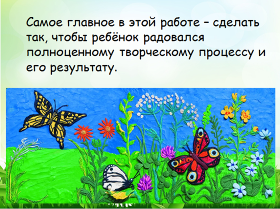 Самое главное в этой работе – сделать
так, чтобы ребёнок радовался
полноценному творческому процессу и
его результату.